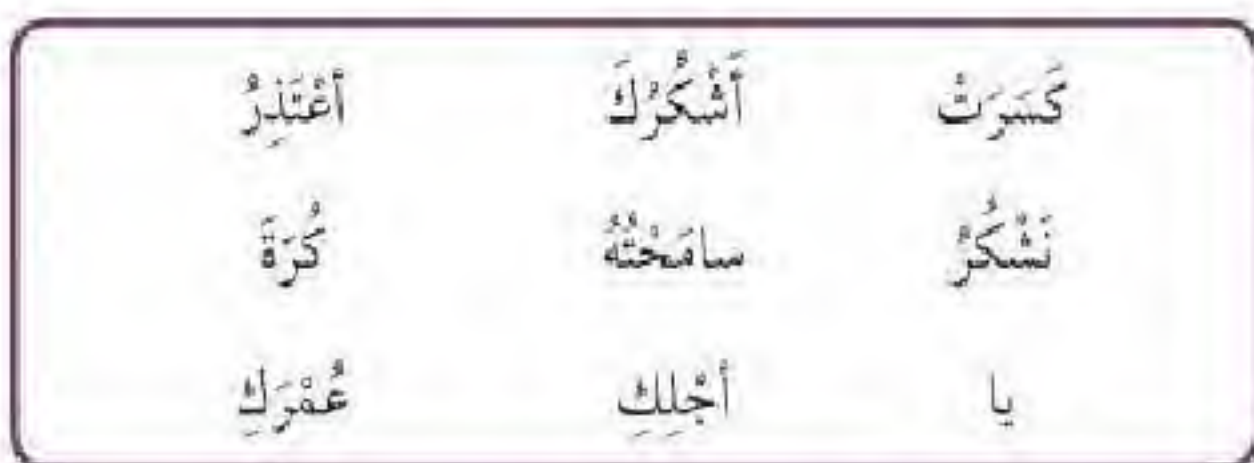 كَسَرَتْ أَشْكُرُكَ أَعْتَذِرُ
نَشْكُرُ سامَحْتُهُ كُرَةَ
يا أَجْلِكِ عُمْرَكِ